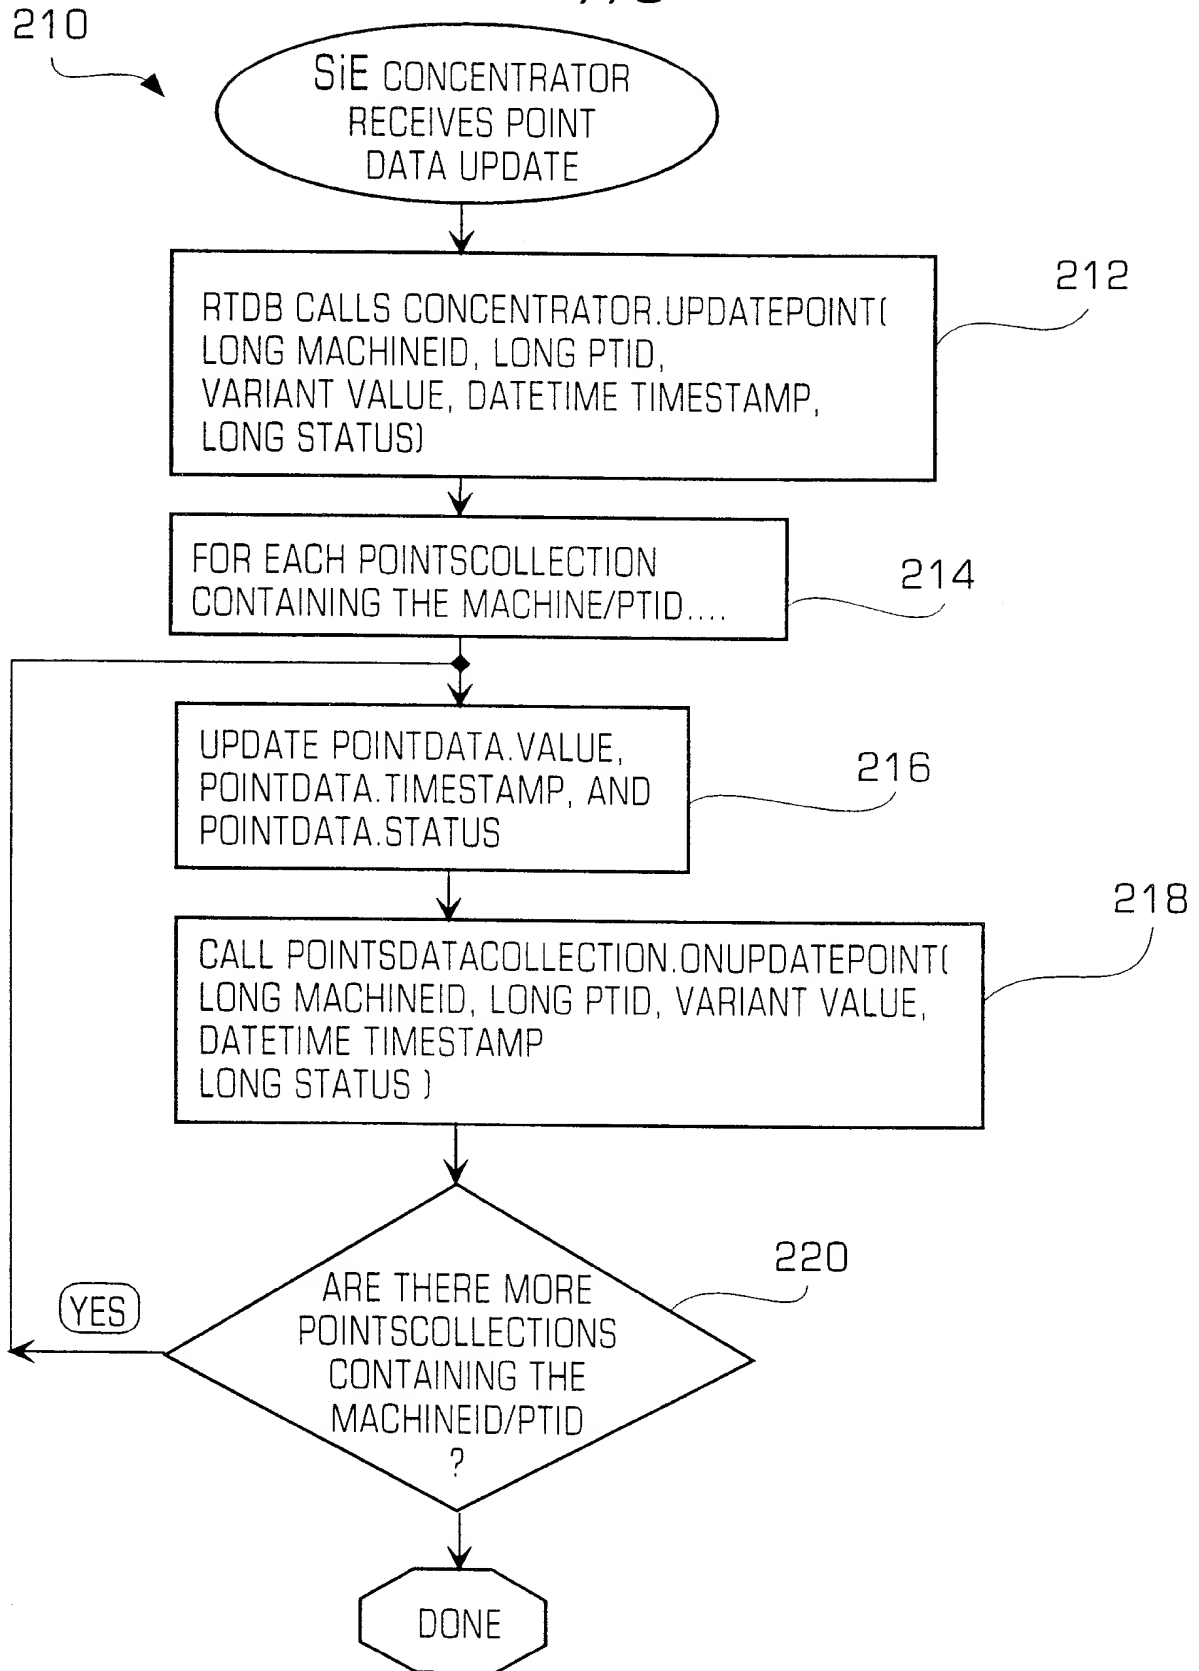 210
SiE CONCENTRATOR
RECEIVES POINT
DATA UPDATE
212
RTDB CALLS CONCENTRATOR.UPDATEPOINT(
LONG MACHINEID, LONG PTID,
VARIANT VALUE, DATETIME TIMESTAMP,
LONG STATUS)
214
FOR EACH POINTSCOLLECTION
CONTAINING THE MACHINE/PTID....
216
UPDATE POINTDATA.VALUE,
POINTDATA.TIMESTAMP, AND
POINTDATA.STATUS
218
CALL POINTSDATACOLLECTION.ONUPDATEPOINT(
LONG MACHINEID, LONG PTID, VARIANT VALUE,
DATETIME TIMESTAMP
LONG STATUS )
220
ARE THERE MORE
POINTSCOLLECTIONS
CONTAINING THE
MACHINEID/PTID
?
YES
DONE